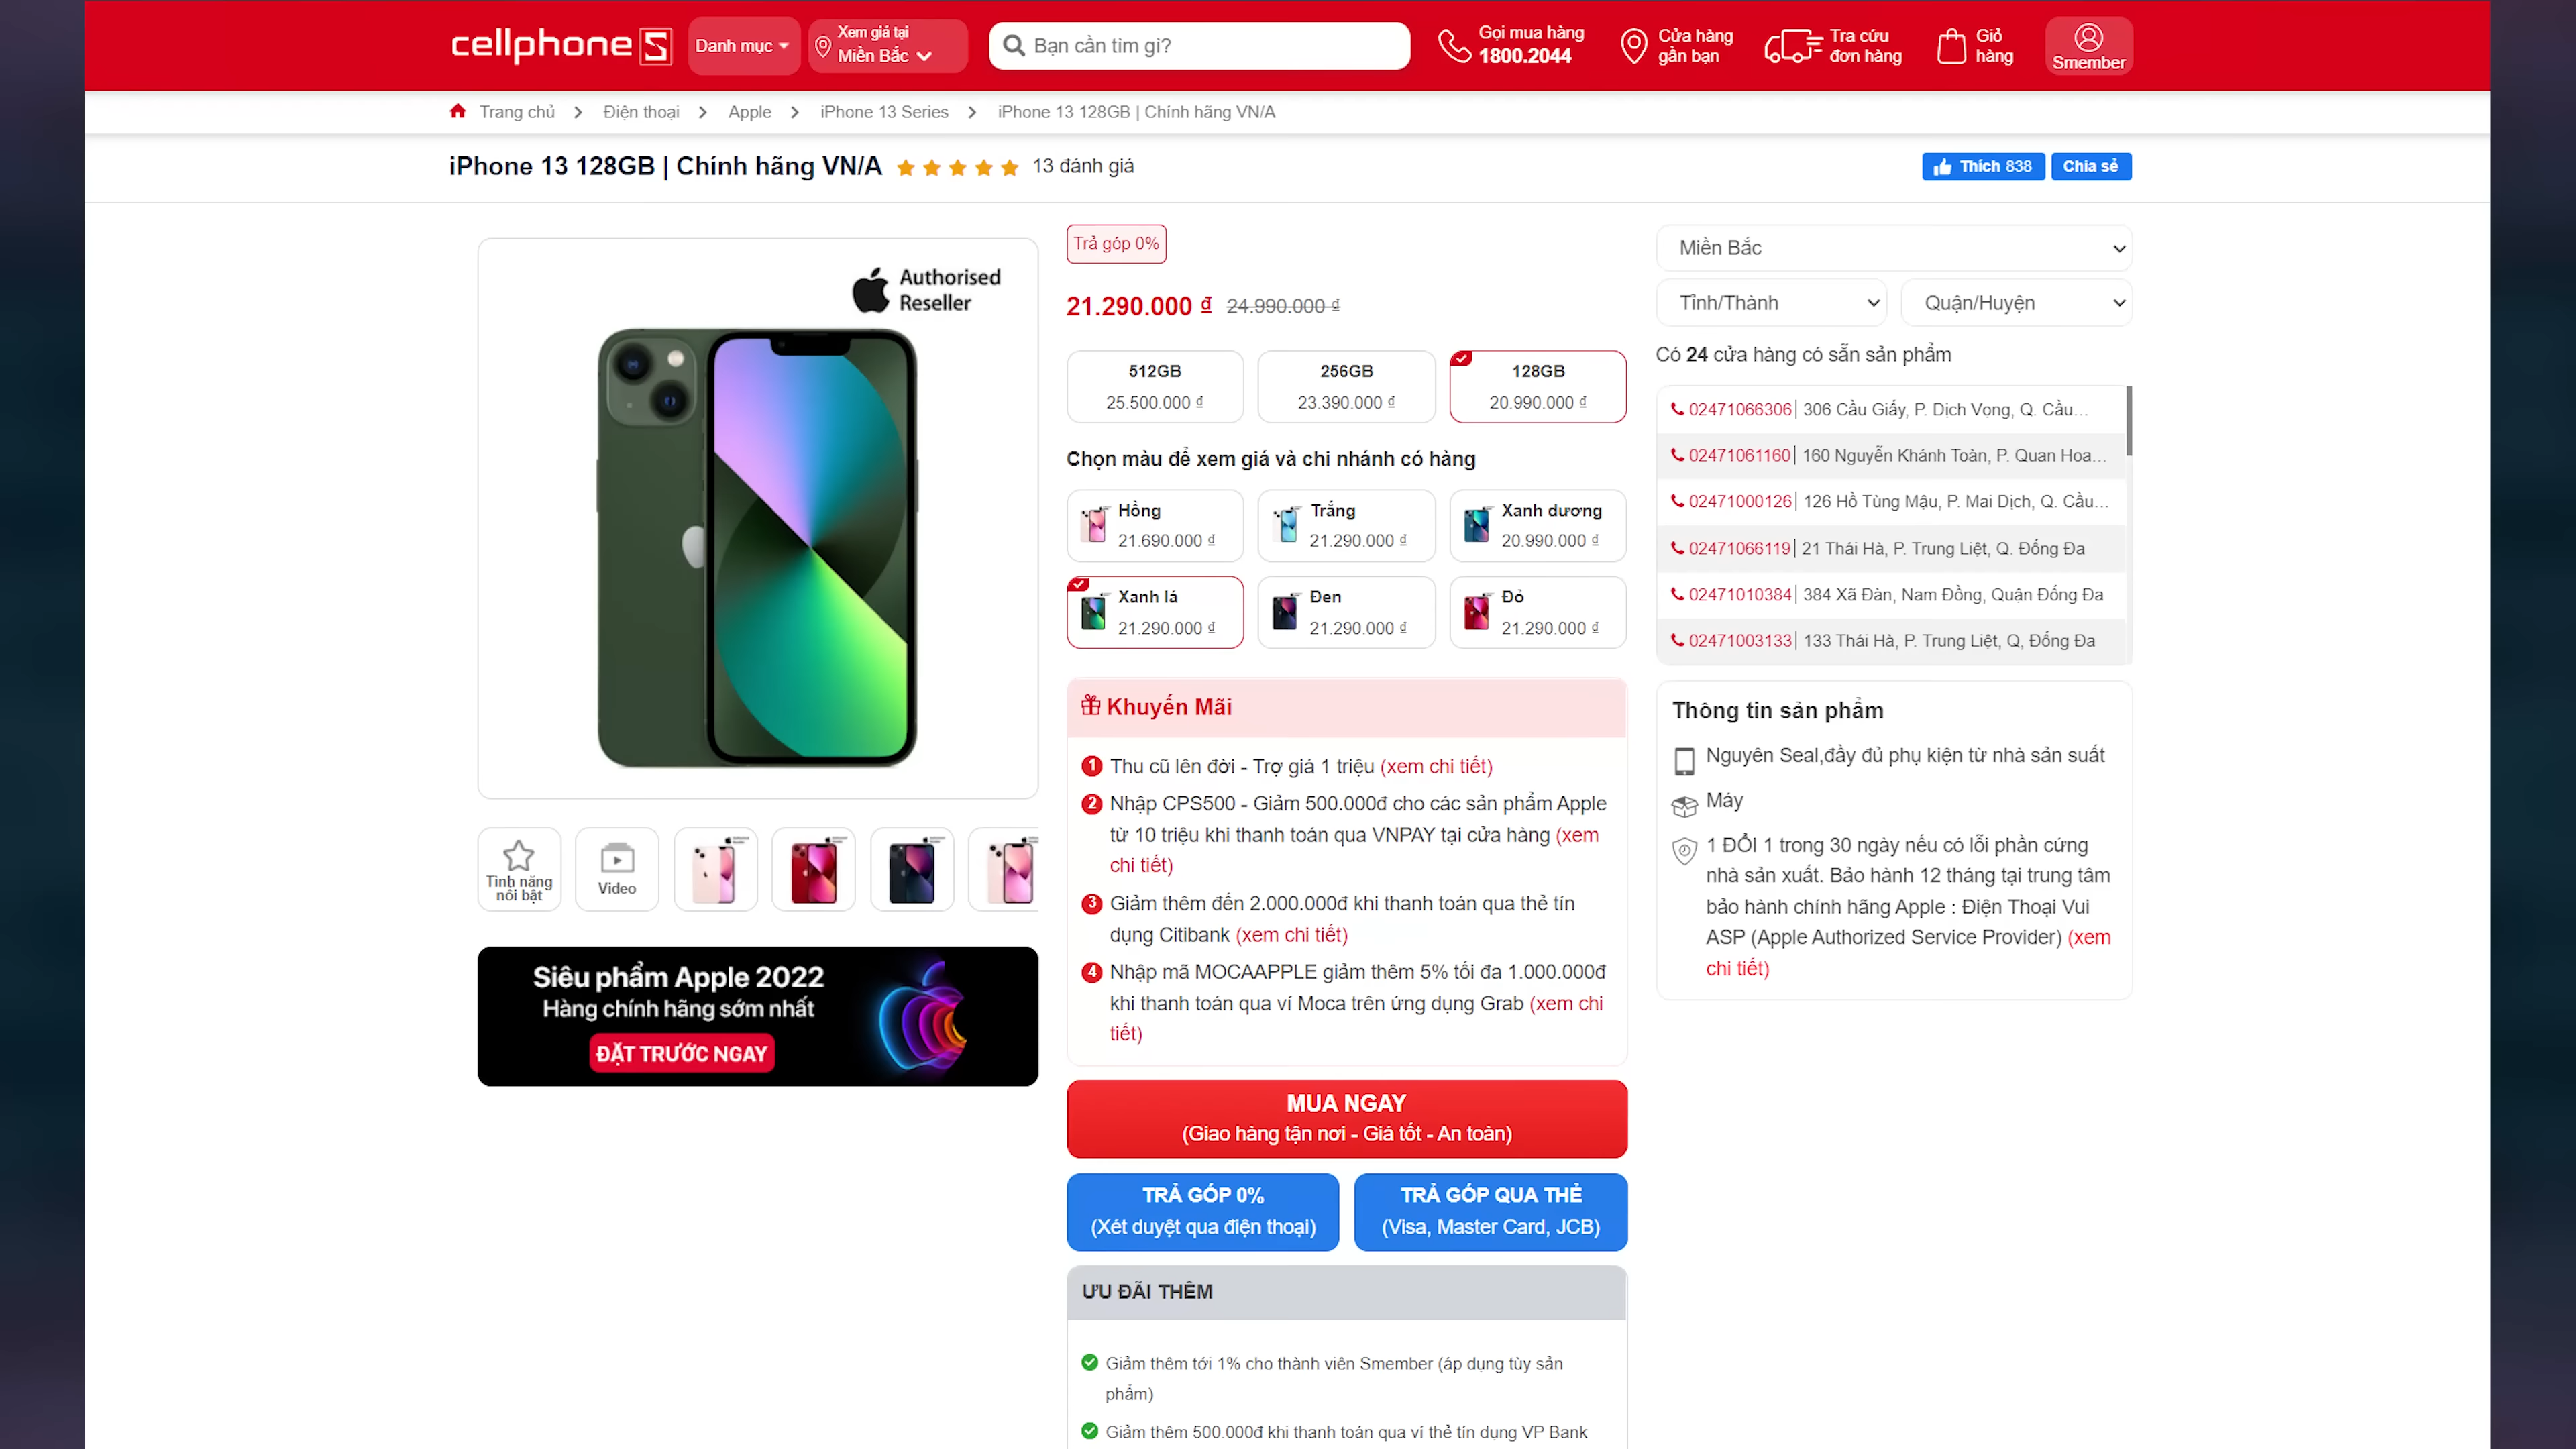 cellphoneS
Danh mục
Xem giá tại
Miền Bắc
Bạn cần tìm gì?
Gọi mua hàng
1800.2044
Cửa hàng
gần bạn
Tra cứu
đơn hàng
Giỏ
hàng
Smember
Trang chủ
Điện thoại
Apple
iPhone 13 Series
iPhone 13 128GB | Chính hãng VN/A
iPhone 13 128GB | Chính hãng VN/A
13 đánh giá
Thích 838
Chia sẻ
Authorised
Reseller
Tính năng
nổi bật
Video
Siêu phẩm Apple 2022
Hàng chính hãng sớm nhất
ĐẶT TRƯỚC NGAY
Trả góp 0%
21.290.000 ₫ 24.990.000 ₫
512GB
25.500.000 ₫
256GB
23.390.000 ₫
128GB
20.990.000 ₫
Chọn màu để xem giá và chi nhánh có hàng
Hồng
21.690.000 ₫
Trắng
21.290.000 ₫
Xanh dương
20.990.000 ₫
Xanh lá
21.290.000 ₫
Đen
21.290.000 ₫
Đỏ
21.290.000 ₫
Khuyến Mãi
1 Thu cũ lên đời - Trợ giá 1 triệu (xem chi tiết)
2 Nhập CPS500 - Giảm 500.000đ cho các sản phẩm Apple
từ 10 triệu khi thanh toán qua VNPAY tại cửa hàng (xem
chi tiết)
3 Giảm thêm đến 2.000.000đ khi thanh toán qua thẻ tín
dụng Citibank (xem chi tiết)
4 Nhập mã MOCAAPPLE giảm thêm 5% tối đa 1.000.000đ
khi thanh toán qua ví Moca trên ứng dụng Grab (xem chi
tiết)
MUA NGAY
(Giao hàng tận nơi - Giá tốt - An toàn)
TRẢ GÓP 0%
(Xét duyệt qua điện thoại)
TRẢ GÓP QUA THẺ
(Visa, Master Card, JCB)
ƯU ĐÃI THÊM
Giảm thêm tới 1% cho thành viên Smember (áp dụng tùy sản
phẩm)
Giảm thêm 500.000đ khi thanh toán qua ví thẻ tín dụng VP Bank
Miền Bắc
Tỉnh/Thành
Quận/Huyện
Có 24 cửa hàng có sẵn sản phẩm
02471066306| 306 Cầu Giấy, P. Dịch Vọng, Q. Cầu...
02471061160| 160 Nguyễn Khánh Toàn, P. Quan Hoa...
02471000126| 126 Hồ Tùng Mậu, P. Mai Dịch, Q. Cầu...
02471066119| 21 Thái Hà, P. Trung Liệt, Q. Đống Đa
02471010384| 384 Xã Đàn, Nam Đồng, Quận Đống Đa
02471003133| 133 Thái Hà, P. Trung Liệt, Q, Đống Đa
Thông tin sản phẩm
Nguyên Seal,đầy đủ phụ kiện từ nhà sản suất
Máy
1 ĐỔI 1 trong 30 ngày nếu có lỗi phần cứng
nhà sản xuất. Bảo hành 12 tháng tại trung tâm
bảo hành chính hãng Apple : Điện Thoại Vui
ASP (Apple Authorized Service Provider) (xem
chi tiết)